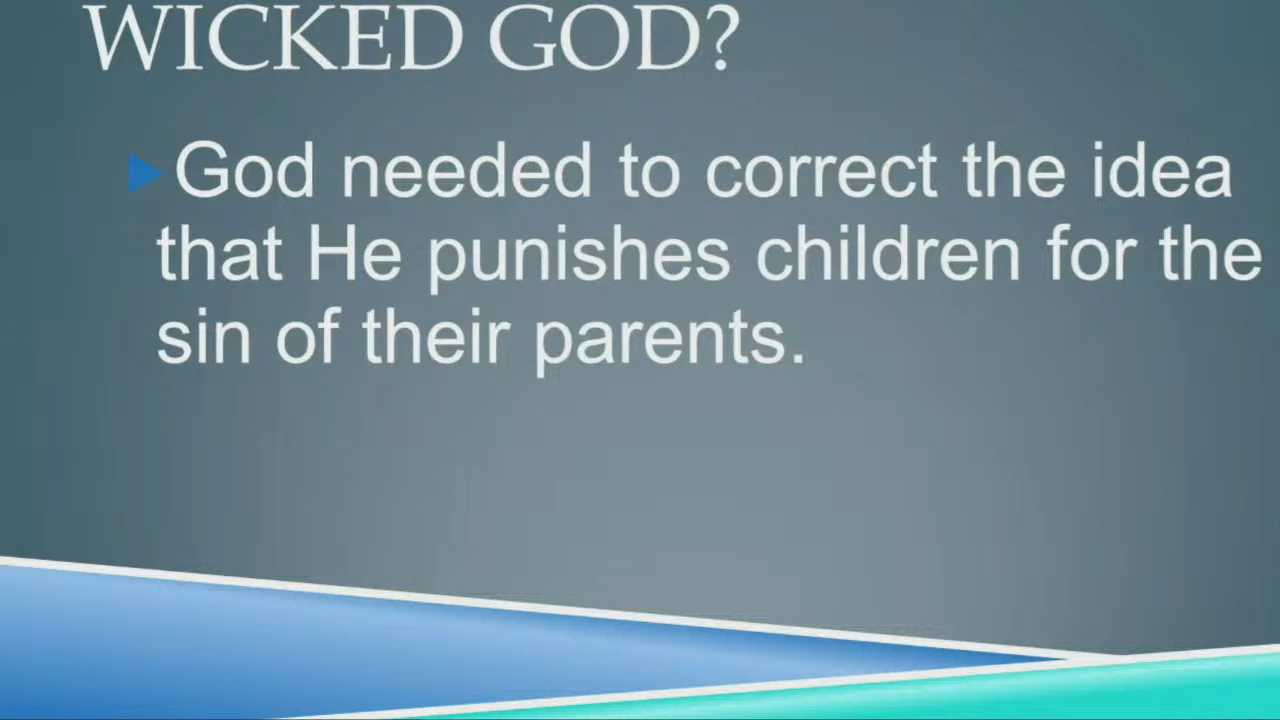 WICKED GOD?
God needed to correct the idea
that He punishes children for the
sin of their parents.